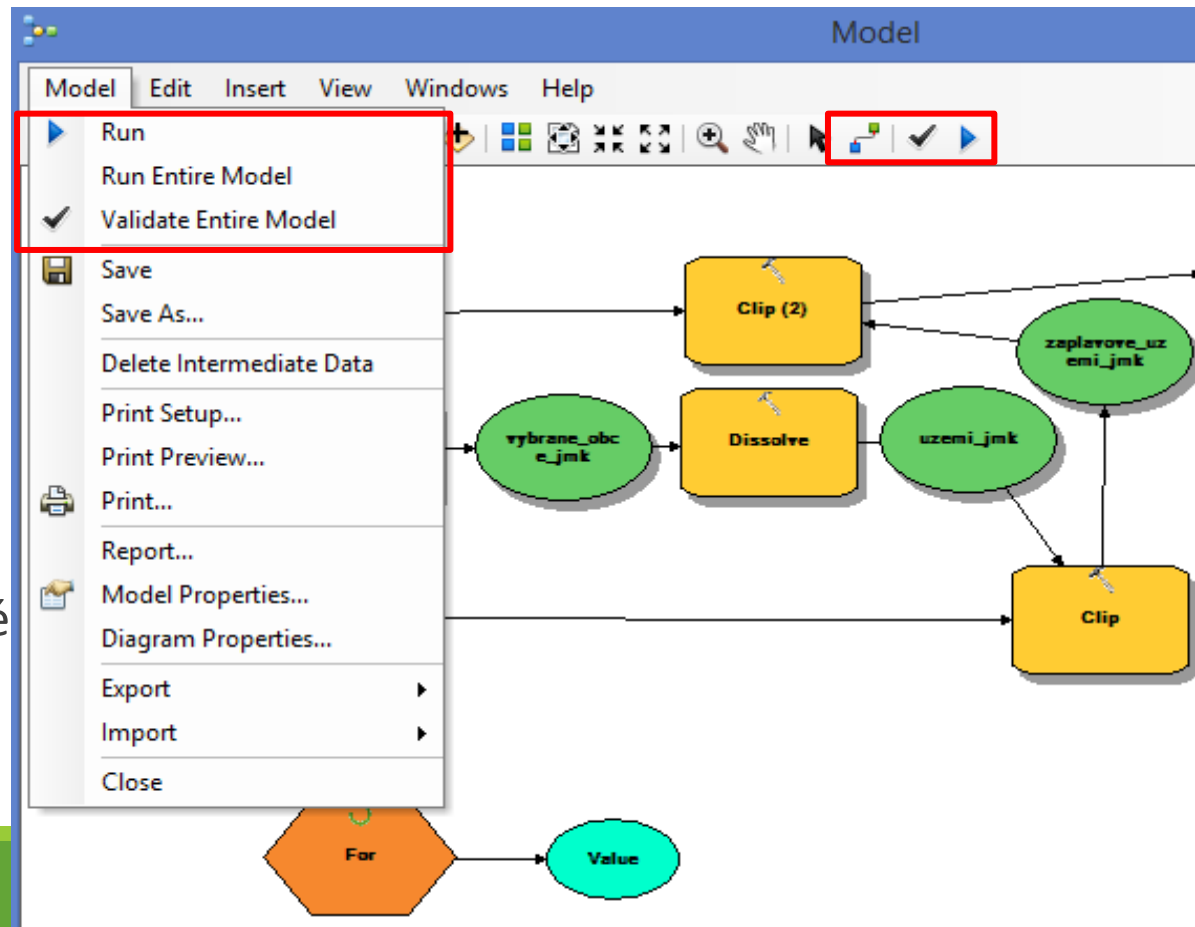 Model
Model Edit Insert View Windows Help
Run
Run Entire Model
Validate Entire Model
Save
Save As...
Delete Intermediate Data
Print Setup...
Print Preview...
Print...
Report...
Model Properties...
Diagram Properties...
Export
Import
Close
é
Clip (2)
zaplavove_uz
emi_jmk
vybrane_obc
e_jmk
Dissolve
uzemi_jmk
Clip
For
Value